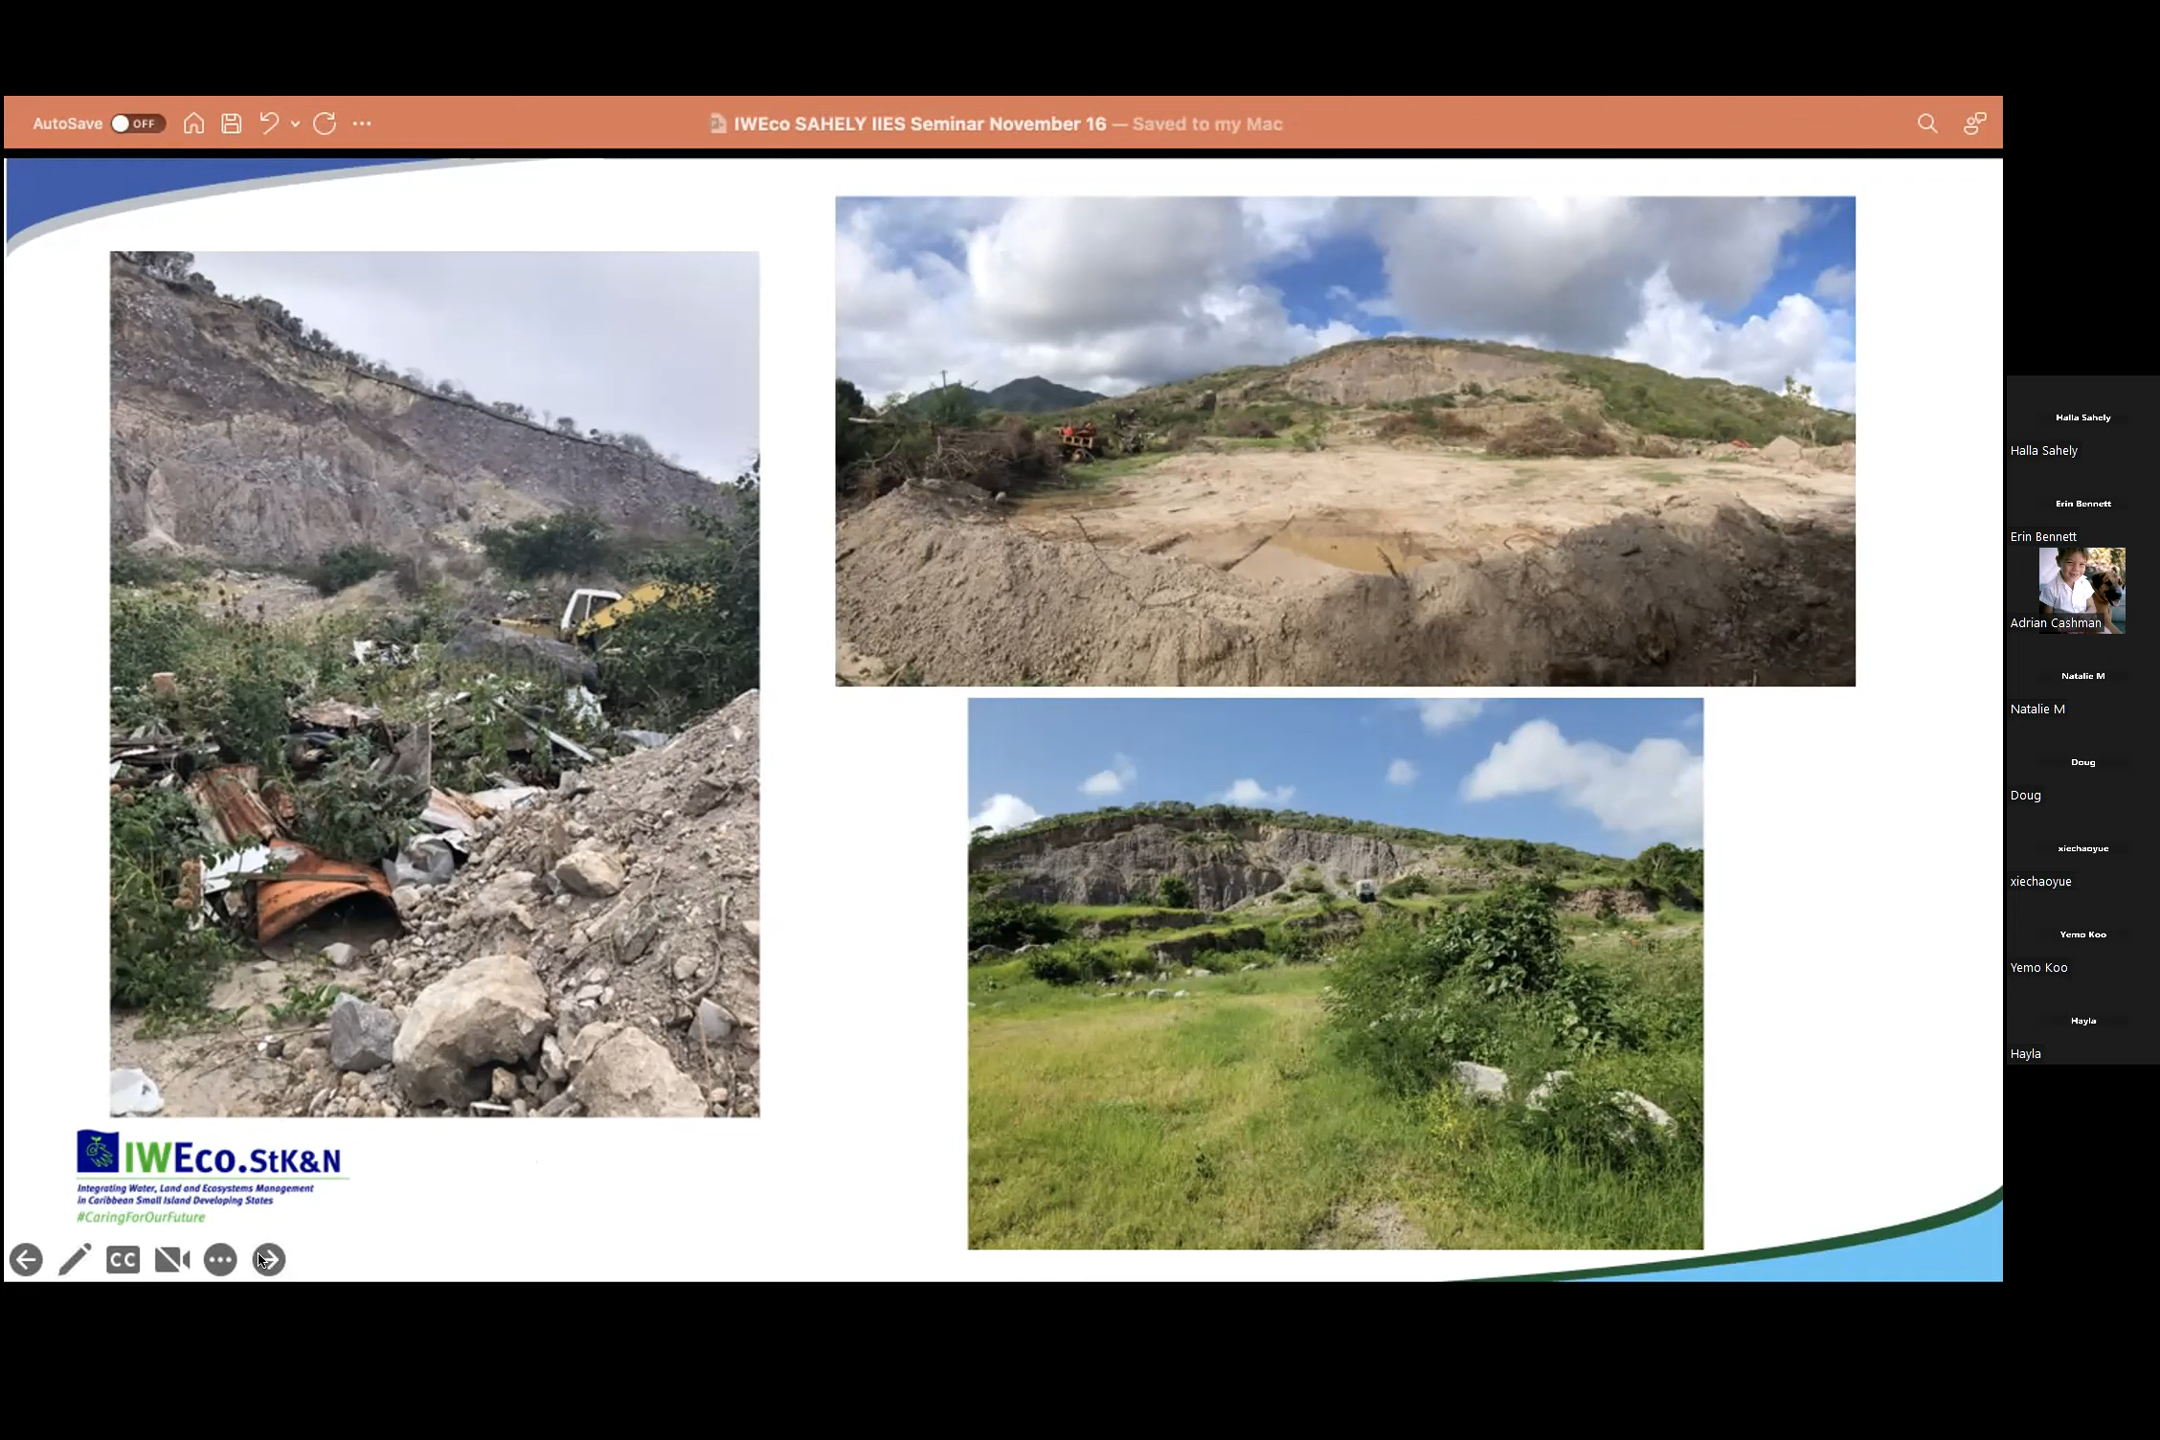 AutoSave OFF
IWEco SAHELY IIES Seminar November 16 — Saved to my Mac
IWEco.StK&N
Integrating Water, Land and Ecosystems Management
in Caribbean Small Island Developing States
#CaringForOurFuture
CC
Halla Sahely
Halla Sahely
Erin Bennett
Erin Bennett
Adrian Cashman
Natalie M
Natalie M
Doug
Doug
xiechaoyue
xiechaoyue
Yemo Koo
Yemo Koo
Hayla
Hayla